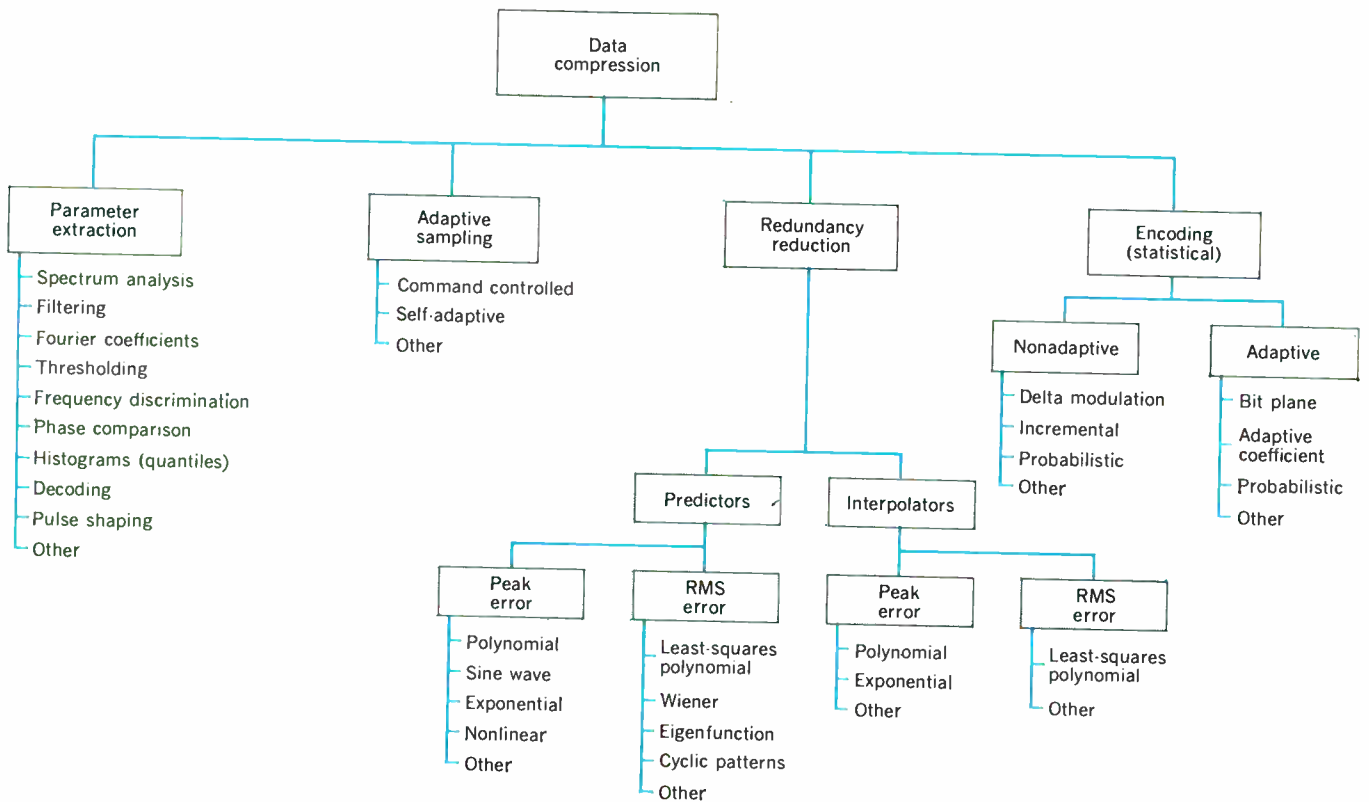 Data
compression
Parameter
extraction
Spectrum analysis
Filtering
Fourier coefficients
Thresholding
Frequency discrimination
Phase comparison
Histograms (quantiles)
Decoding
Pulse shaping
Other
Adaptive
sampling
Command controlled
Self-adaptive
Other
Redundancy
reduction
Predictors
Peak
error
Polynomial
Sine wave
Exponential
Nonlinear
Other
RMS
error
Least-squares
polynomial
Wiener
Eigenfunction
Cyclic patterns
Other
Interpolators
Peak
error
Polynomial
Exponential
Other
RMS
error
Least-squares
polynomial
Other
Encoding
(statistical)
Nonadaptive
Delta modulation
Incremental
Probabilistic
Other
Adaptive
Bit plane
Adaptive
coefficient
Probabilistic
Other